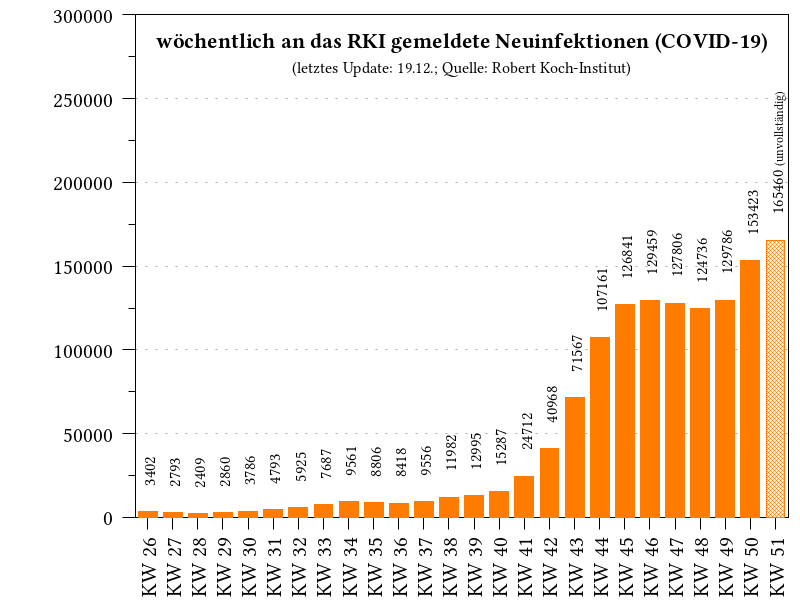 wöchentlich an das RKI gemeldete Neuinfektionen (COVID-19)
(letztes Update: 19.12.; Quelle: Robert Koch-Institut)
300000
250000
200000
150000
100000
50000
0
3402
2793
2409
2860
3786
4793
5925
7687
9561
8806
8418
9556
11982
12995
15287
24712
40968
71567
107161
126841
129459
127806
124736
129786
153423
165460 (unvollständig)
KW 26
KW 27
KW 28
KW 29
KW 30
KW 31
KW 32
KW 33
KW 34
KW 35
KW 36
KW 37
KW 38
KW 39
KW 40
KW 41
KW 42
KW 43
KW 44
KW 45
KW 46
KW 47
KW 48
KW 49
KW 50
KW 51